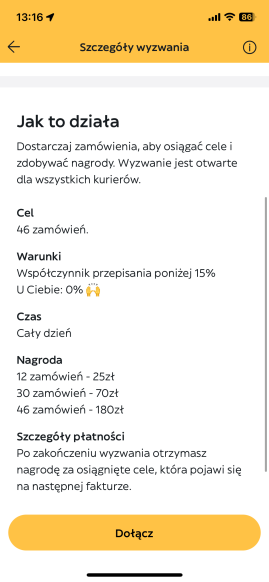 13:16
86
Szczegóły wyzwania
Jak to działa
Dostarczaj zamówienia, aby osiągać cele i
zdobywać nagrody. Wyzwanie jest otwarte
dla wszystkich kurierów.
Cel
46 zamówień.
Warunki
Współczynnik przepisania poniżej 15%
U Ciebie: 0% 🙌
Czas
Cały dzień
Nagroda
12 zamówień - 25zł
30 zamówień - 70zł
46 zamówień - 180zł
Szczegóły płatności
Po zakończeniu wyzwania otrzymasz
nagrodę za osiągnięte cele, która pojawi się
na następnej fakturze.
Dołącz